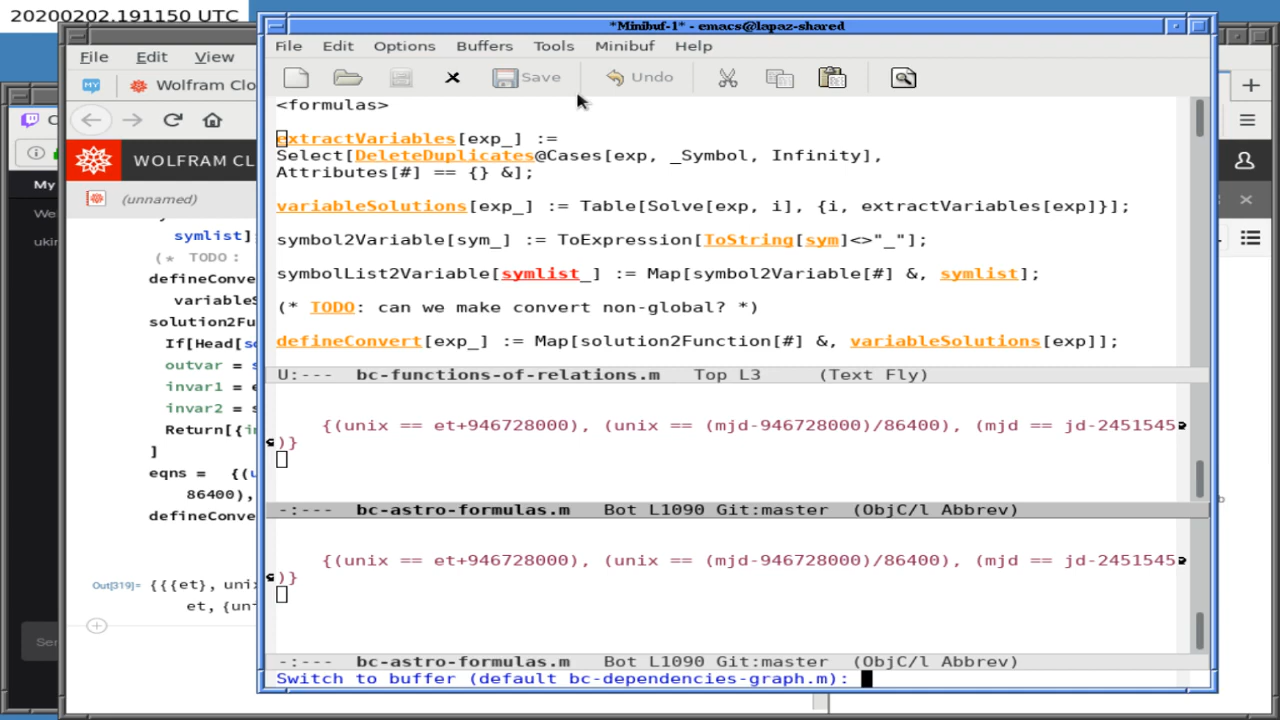 20200202.191150 UTC
*Minibuf-1* - emacs@lapaz-shared
File Edit Options Buffers Tools Minibuf Help
Save Undo
<formulas>
extractVariables[exp_] :=
Select[DeleteDuplicates@Cases[exp, _Symbol, Infinity],
Attributes[#] == {} &];
variableSolutions[exp_] := Table[Solve[exp, i], {i, extractVariables[exp]}];
symbol2Variable[sym_] := ToExpression[ToString[sym]<>"_"];
symbolList2Variable[symlist_] := Map[symbol2Variable[#] &, symlist];
(* TODO: can we make convert non-global? *)
defineConvert[exp_] := Map[solution2Function[#] &, variableSolutions[exp]];
U:--- bc-functions-of-relations.m Top L3 (Text Fly)
{(unix == et+946728000), (unix == (mjd-946728000)/86400), (mjd == jd-2451545
)}
-:--- bc-astro-formulas.m Bot L1090 Git:master (ObjC/l Abbrev)
{(unix == et+946728000), (unix == (mjd-946728000)/86400), (mjd == jd-2451545
)}
-:--- bc-astro-formulas.m Bot L1090 Git:master (ObjC/l Abbrev)
Switch to buffer (default bc-dependencies-graph.m):
File Edit View
MY Wolfram Clo
WOLFRAM CL
(unnamed)
symlist];
(* TODO:
defineConve
variableS
solution2Fu
If[Head[so
outvar = s
invar1 = e
invar2 = s
Return[{in
]
eqns = {(u
86400),
defineConve
Out[319]= {{{et}, uni
et, {un
My
We
ukin
Sen